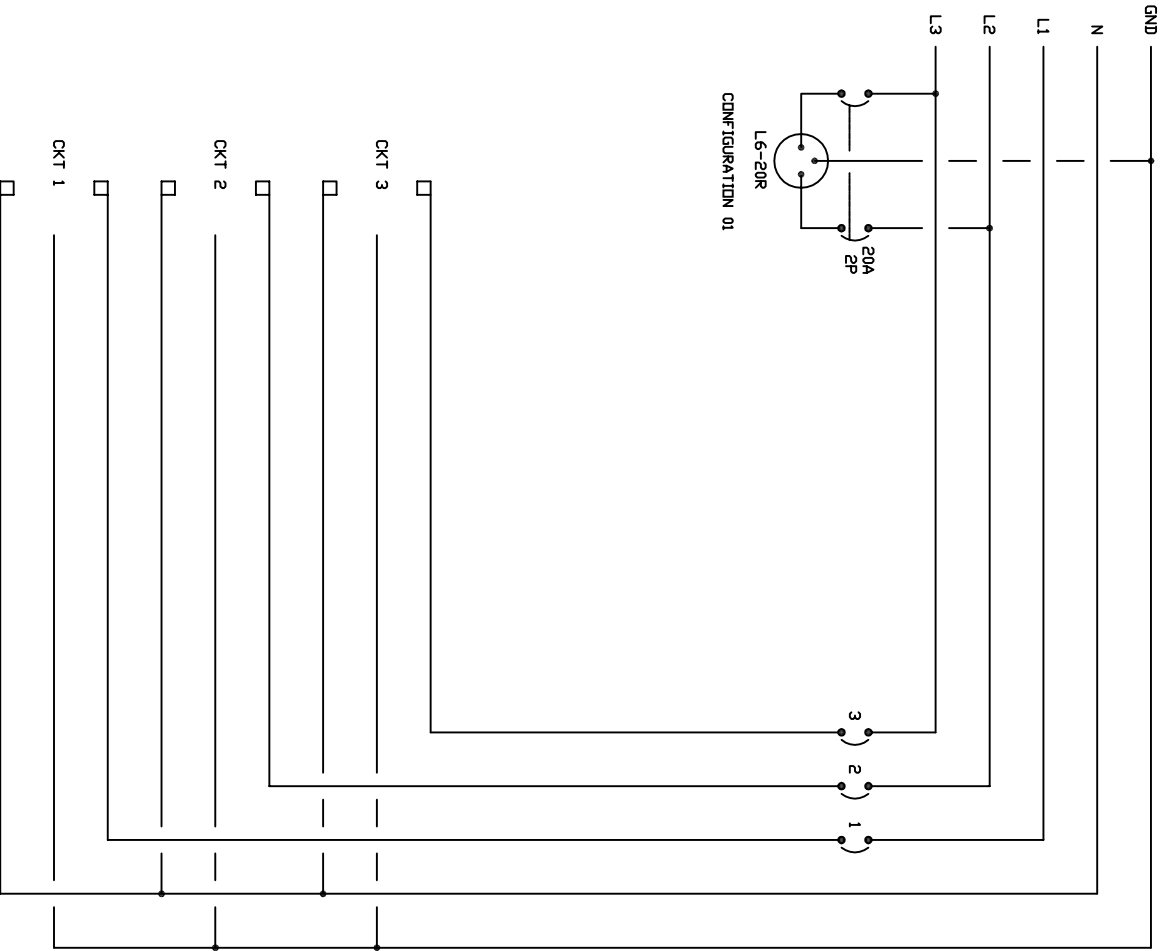 GND
N
L1
L2
L3
20A
2P
L6-20R
CONFIGURATION 01
3
2
1
CKT 3
CKT 2
CKT 1